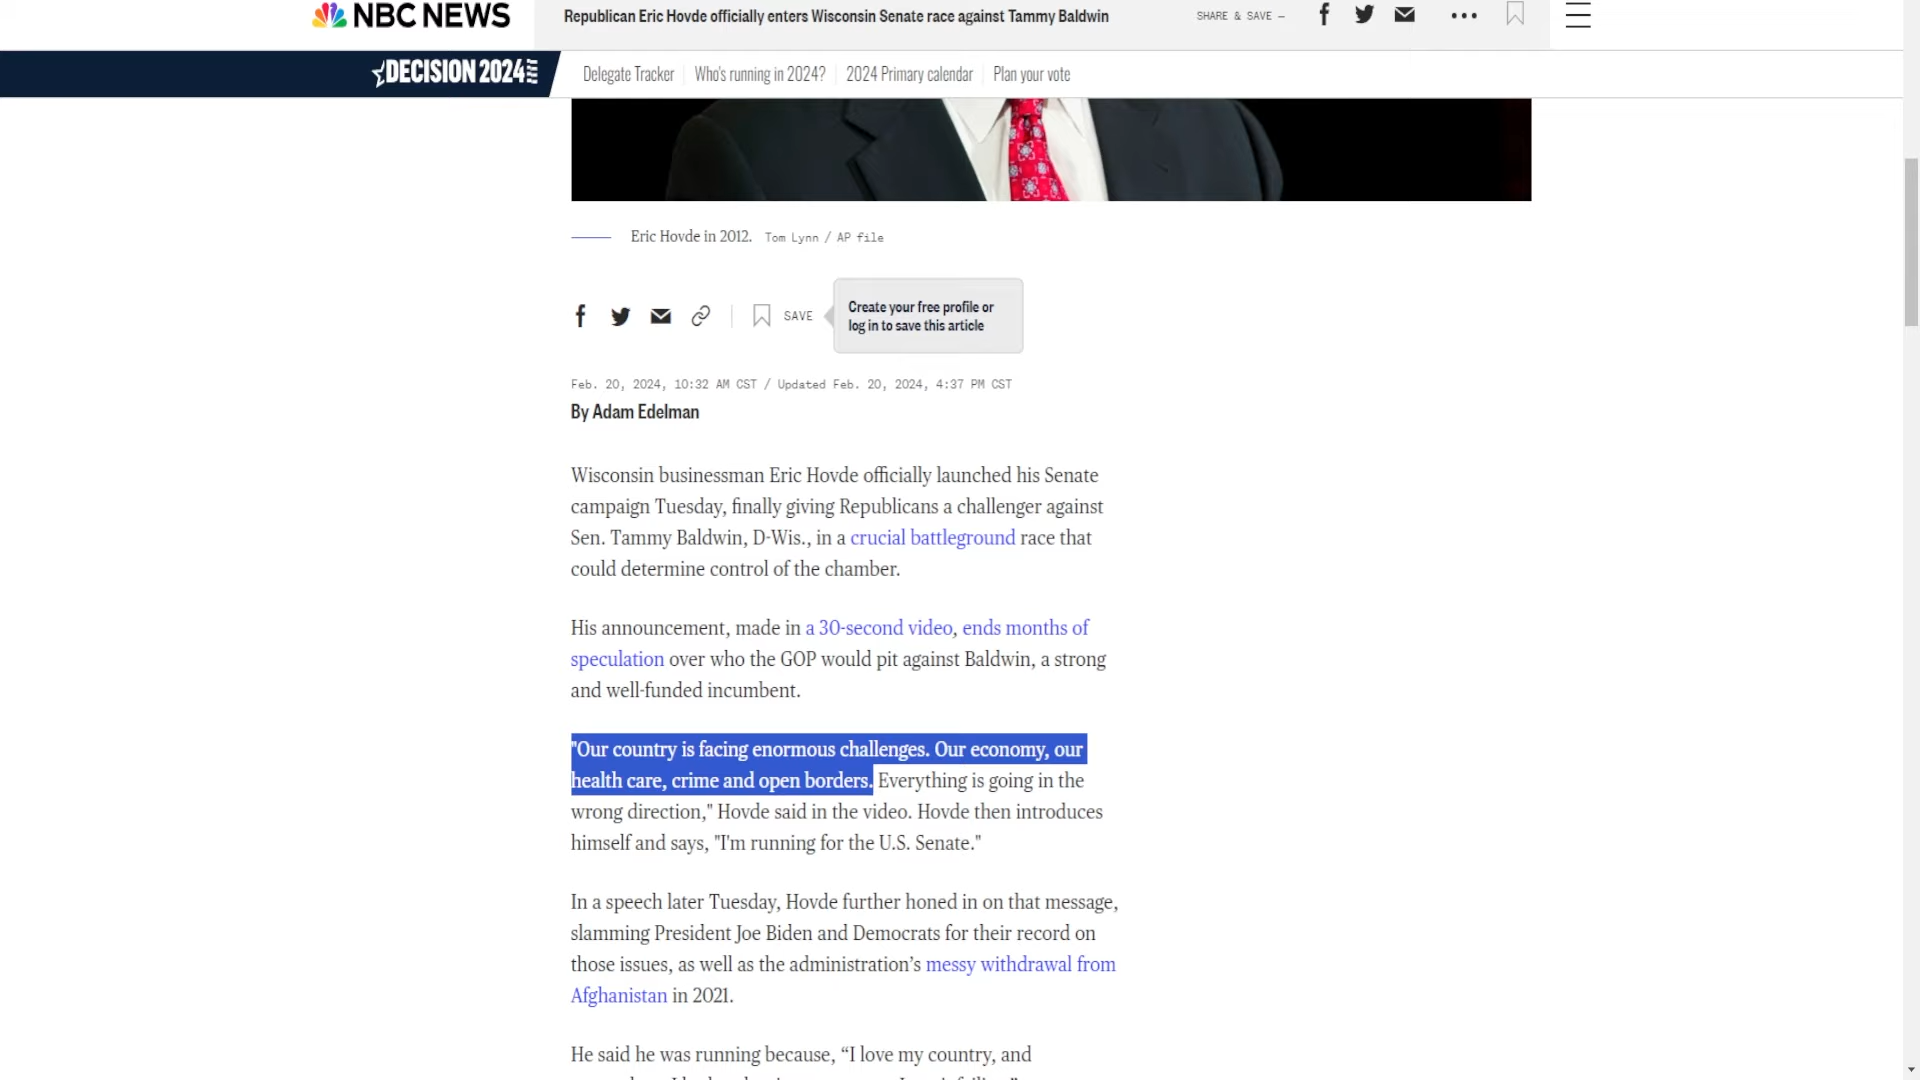 NBC NEWS
Republican Eric Hovde officially enters Wisconsin Senate race against Tammy Baldwin
SHARE & SAVE —
DECISION 2024
Delegate Tracker
Who's running in 2024?
2024 Primary calendar
Plan your vote
Eric Hovde in 2012. Tom Lynn / AP file
SAVE
Create your free profile or
log in to save this article
Feb. 20, 2024, 10:32 AM CST / Updated Feb. 20, 2024, 4:37 PM CST
By Adam Edelman
Wisconsin businessman Eric Hovde officially launched his Senate
campaign Tuesday, finally giving Republicans a challenger against
Sen. Tammy Baldwin, D-Wis., in a crucial battleground race that
could determine control of the chamber.
His announcement, made in a 30-second video, ends months of
speculation over who the GOP would pit against Baldwin, a strong
and well-funded incumbent.
"Our country is facing enormous challenges. Our economy, our
health care, crime and open borders. Everything is going in the
wrong direction," Hovde said in the video. Hovde then introduces
himself and says, "I'm running for the U.S. Senate."
In a speech later Tuesday, Hovde further honed in on that message,
slamming President Joe Biden and Democrats for their record on
those issues, as well as the administration’s messy withdrawal from
Afghanistan in 2021.
He said he was running because, “I love my country, and